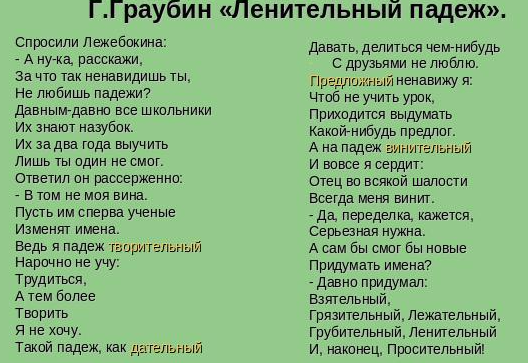 Г.Граубин «Ленительный падеж».
Спросили Лежебокина:
- А ну-ка, расскажи,
За что так ненавидишь ты,
Не любишь падежи?
Давным-давно все школьники
Их знают назубок.
Их за два года выучить
Лишь ты один не смог.
Ответил он рассерженно:
- В том не моя вина.
Пусть им сперва ученые
Изменят имена.
Ведь я падеж творительный
Нарочно не учу:
Трудиться,
А тем более
Творить
Я не хочу.
Такой падеж, как дательный
Давать, делиться чем-нибудь
С друзьями не люблю.
Предложный ненавижу я:
Чтоб не учить урок,
Приходится выдумать
Какой-нибудь предлог.
А на падеж винительный
И вовсе я сердит:
Отец во всякой шалости
Всегда меня винит.
- Да, переделка, кажется,
Серьезная нужна.
А сам бы смог бы новые
Придумать имена?
- Давно придумал:
Взятельный,
Грязнительный, Лежательный,
Грубительный, Ленительный
И, наконец, Просительный!